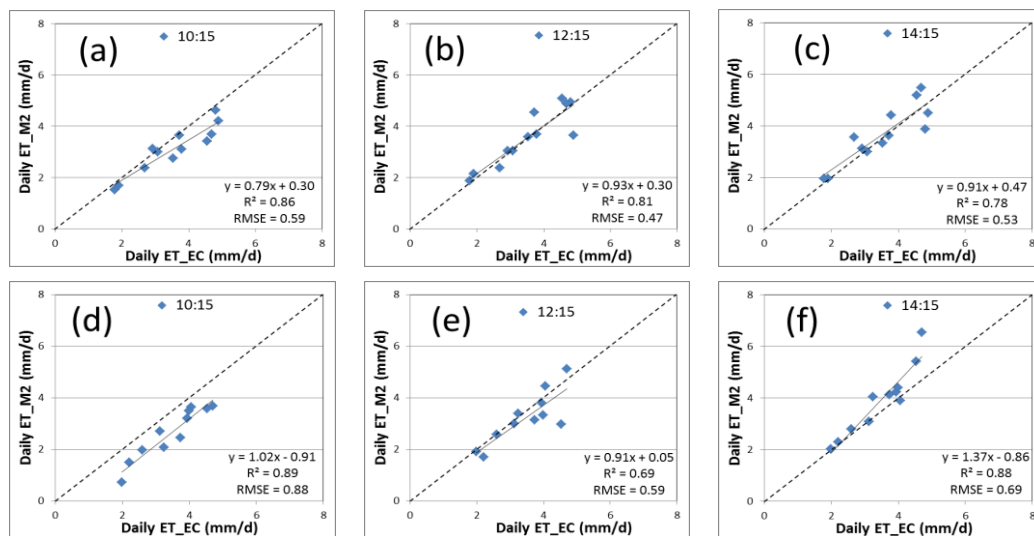 (a)
10:15
Daily ET_M2 (mm/d)
8
6
4
2
0
y = 0.79x + 0.30
R² = 0.86
RMSE = 0.59
0 2 4 6 8
Daily ET_EC (mm/d)
(b)
12:15
Daily ET_M2 (mm/d)
8
6
4
2
0
y = 0.93x + 0.30
R² = 0.81
RMSE = 0.47
0 2 4 6 8
Daily ET_EC (mm/d)
(c)
14:15
Daily ET_M2 (mm/d)
8
6
4
2
0
y = 0.91x + 0.47
R² = 0.78
RMSE = 0.53
0 2 4 6 8
Daily ET_EC (mm/d)
(d)
10:15
Daily ET_M2 (mm/d)
8
6
4
2
0
y = 1.02x - 0.91
R² = 0.89
RMSE = 0.88
0 2 4 6 8
Daily ET_EC (mm/d)
(e)
12:15
Daily ET_M2 (mm/d)
8
6
4
2
0
y = 0.91x + 0.05
R² = 0.69
RMSE = 0.59
0 2 4 6 8
Daily ET_EC (mm/d)
(f)
14:15
Daily ET_M2 (mm/d)
8
6
4
2
0
y = 1.37x - 0.86
R² = 0.88
RMSE = 0.69
0 2 4 6 8
Daily ET_EC (mm/d)